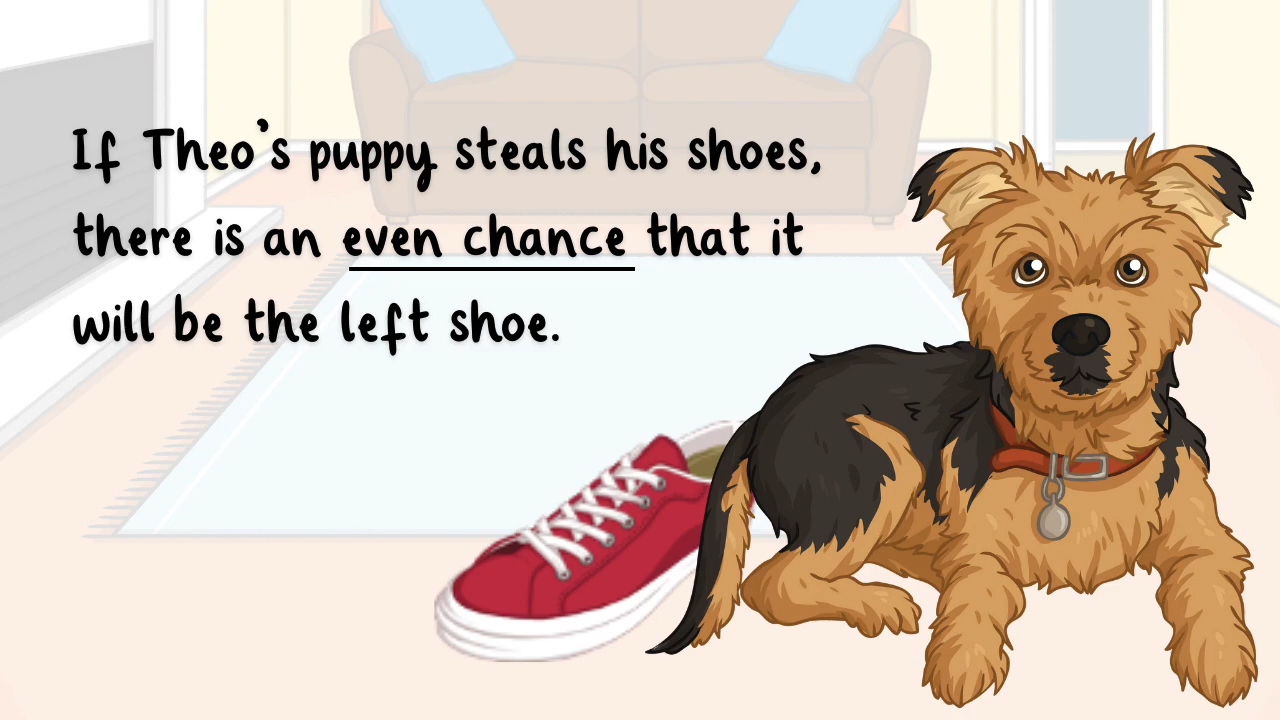 If Theo's puppy steals his shoes,
there is an even chance that it
will be the left shoe.